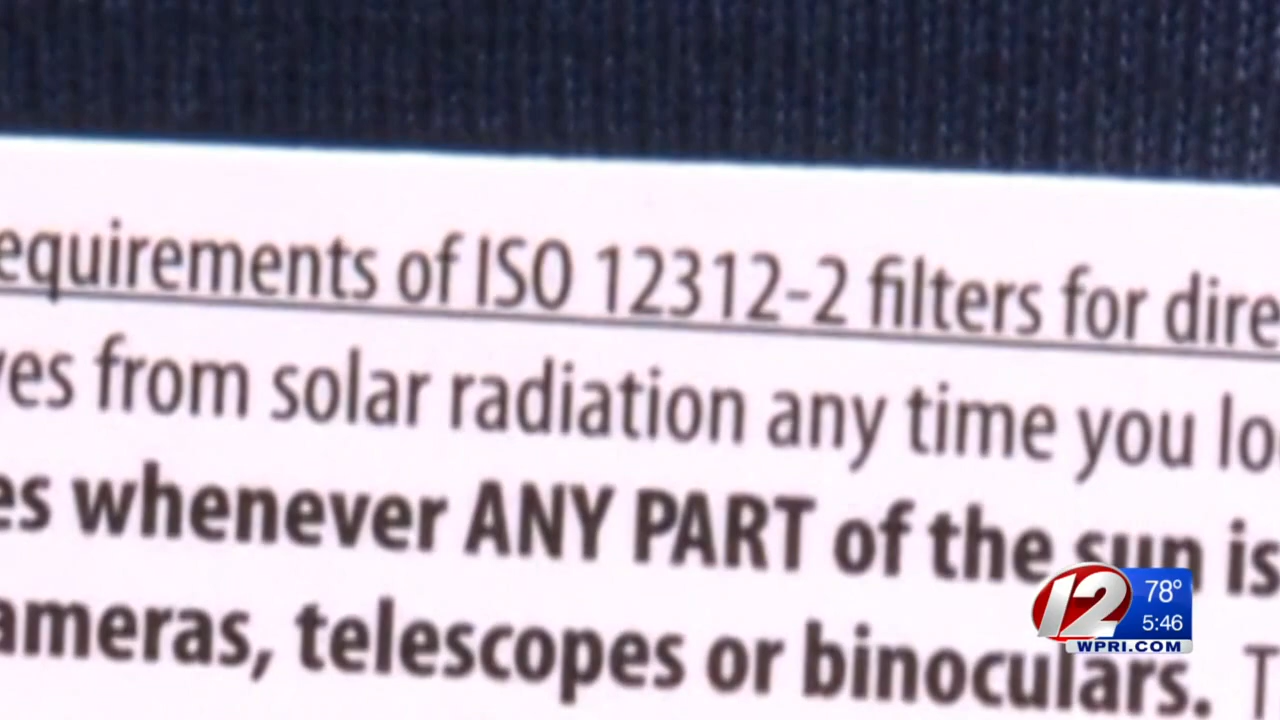 equirements of ISO 12312-2 filters for dire
yes from solar radiation any time you lo
es whenever ANY PART of the sun is
ameras, telescopes or binoculars. T
12
78°
5:46
WPRI.COM